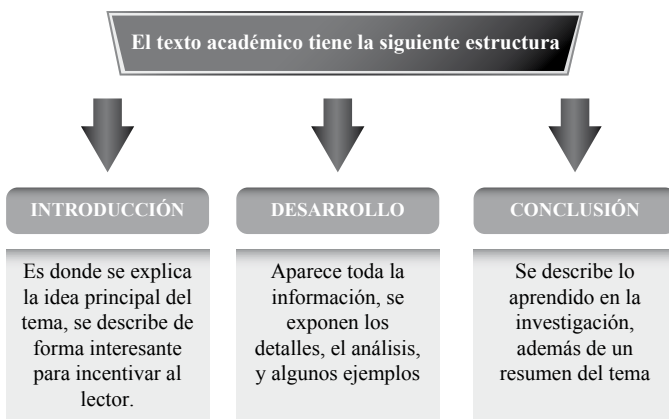 El texto académico tiene la siguiente estructura
INTRODUCCIÓN
Es donde se explica
la idea principal del
tema, se describe de
forma interesante
para incentivar al
lector.
DESARROLLO
Aparece toda la
información, se
exponen los
detalles, el análisis,
y algunos ejemplos
CONCLUSIÓN
Se describe lo
aprendido en la
investigación,
además de un
resumen del tema